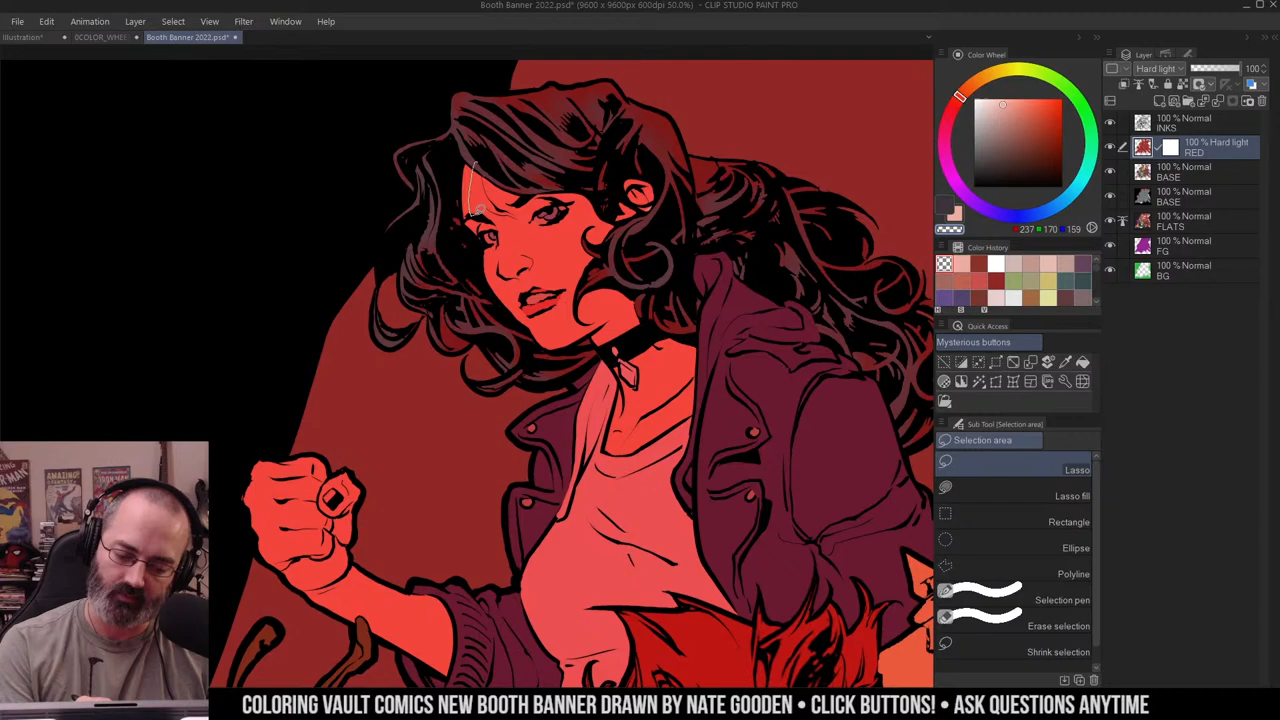 Booth Banner 2022.psd* (9600 x 9600px 600dpi 50.0%) - CLIP STUDIO PAINT PRO
File Edit Animation Layer Select View Filter Window Help
Illustration* 0COLOR_WHE Booth Banner 2022.psd*
Color Wheel
237 170 159
Color History
H S V
Quick Access
Mysterious buttons
Sub Tool [Selection area]
Selection area
Lasso
Lasso fill
Rectangle
Ellipse
Polyline
Selection pen
Erase selection
Shrink selection
Layer
Hard light 100
100 % Normal
INKS
100 % Hard light
RED
100 % Normal
BASE
100 % Normal
BASE
100 % Normal
FLATS
100 % Normal
FG
100 % Normal
BG
AMAZING
COLORING VAULT COMICS NEW BOOTH BANNER DRAWN BY NATE GOODEN • CLICK BUTTONS! • ASK QUESTIONS ANYTIME